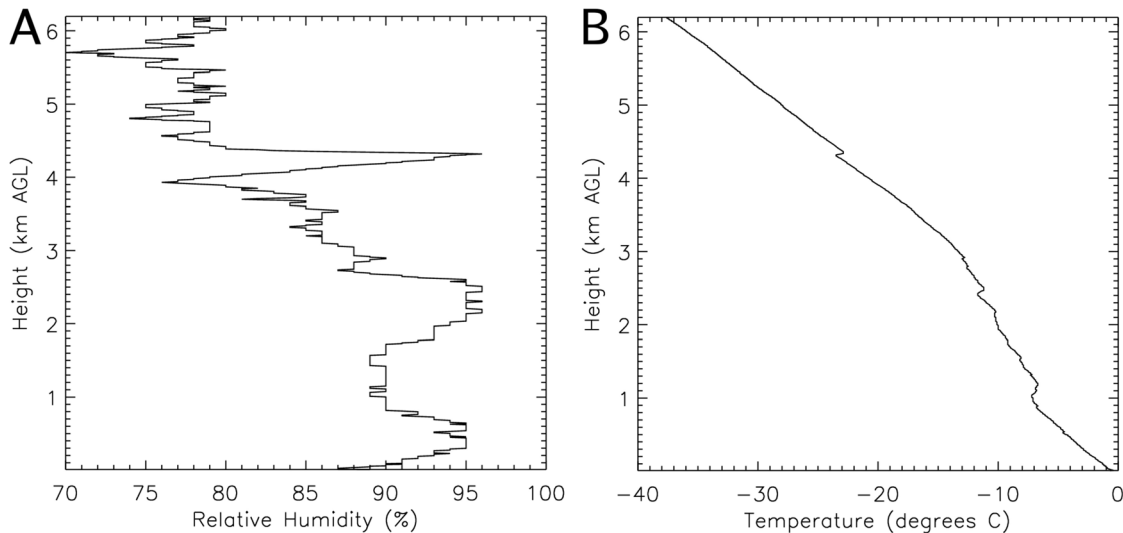 A
6
5
4
3
2
1
Height (km AGL)
70 75 80 85 90 95 100
Relative Humidity (%)
B
6
5
4
3
2
1
0
Height (km AGL)
−40 −30 −20 −10 0
Temperature (degrees C)